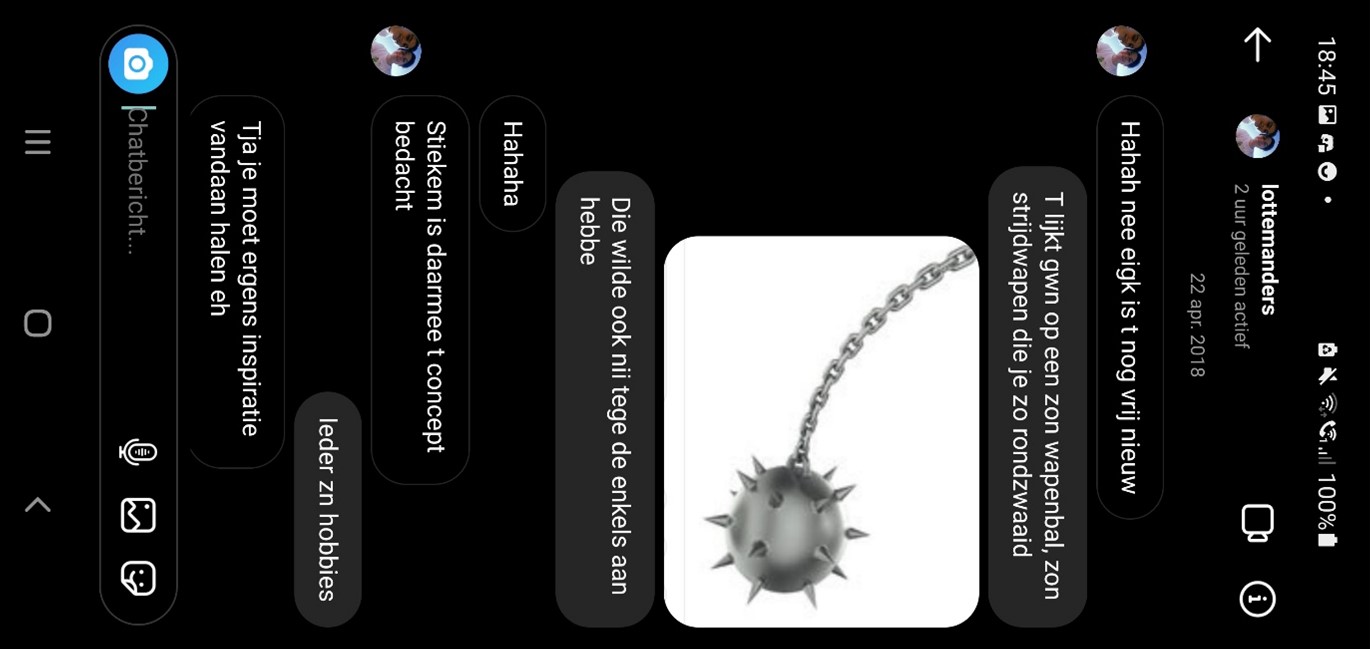 18:45
100%
lottemanders
2 uur geleden actief
22 apr. 2018
Hahah nee eigk is t nog vrij nieuw
T lijkt gwn op een zon wapenbal, zon
strijdwapen die je zo rondzwaaid
Die wilde ook nii tege de enkels aan
hebbe
Hahaha
Stiekem is daarmee t concept
bedacht
Ieder zn hobbies
Tja je moet ergens inspiratie
vandaan halen eh
Chatbericht...